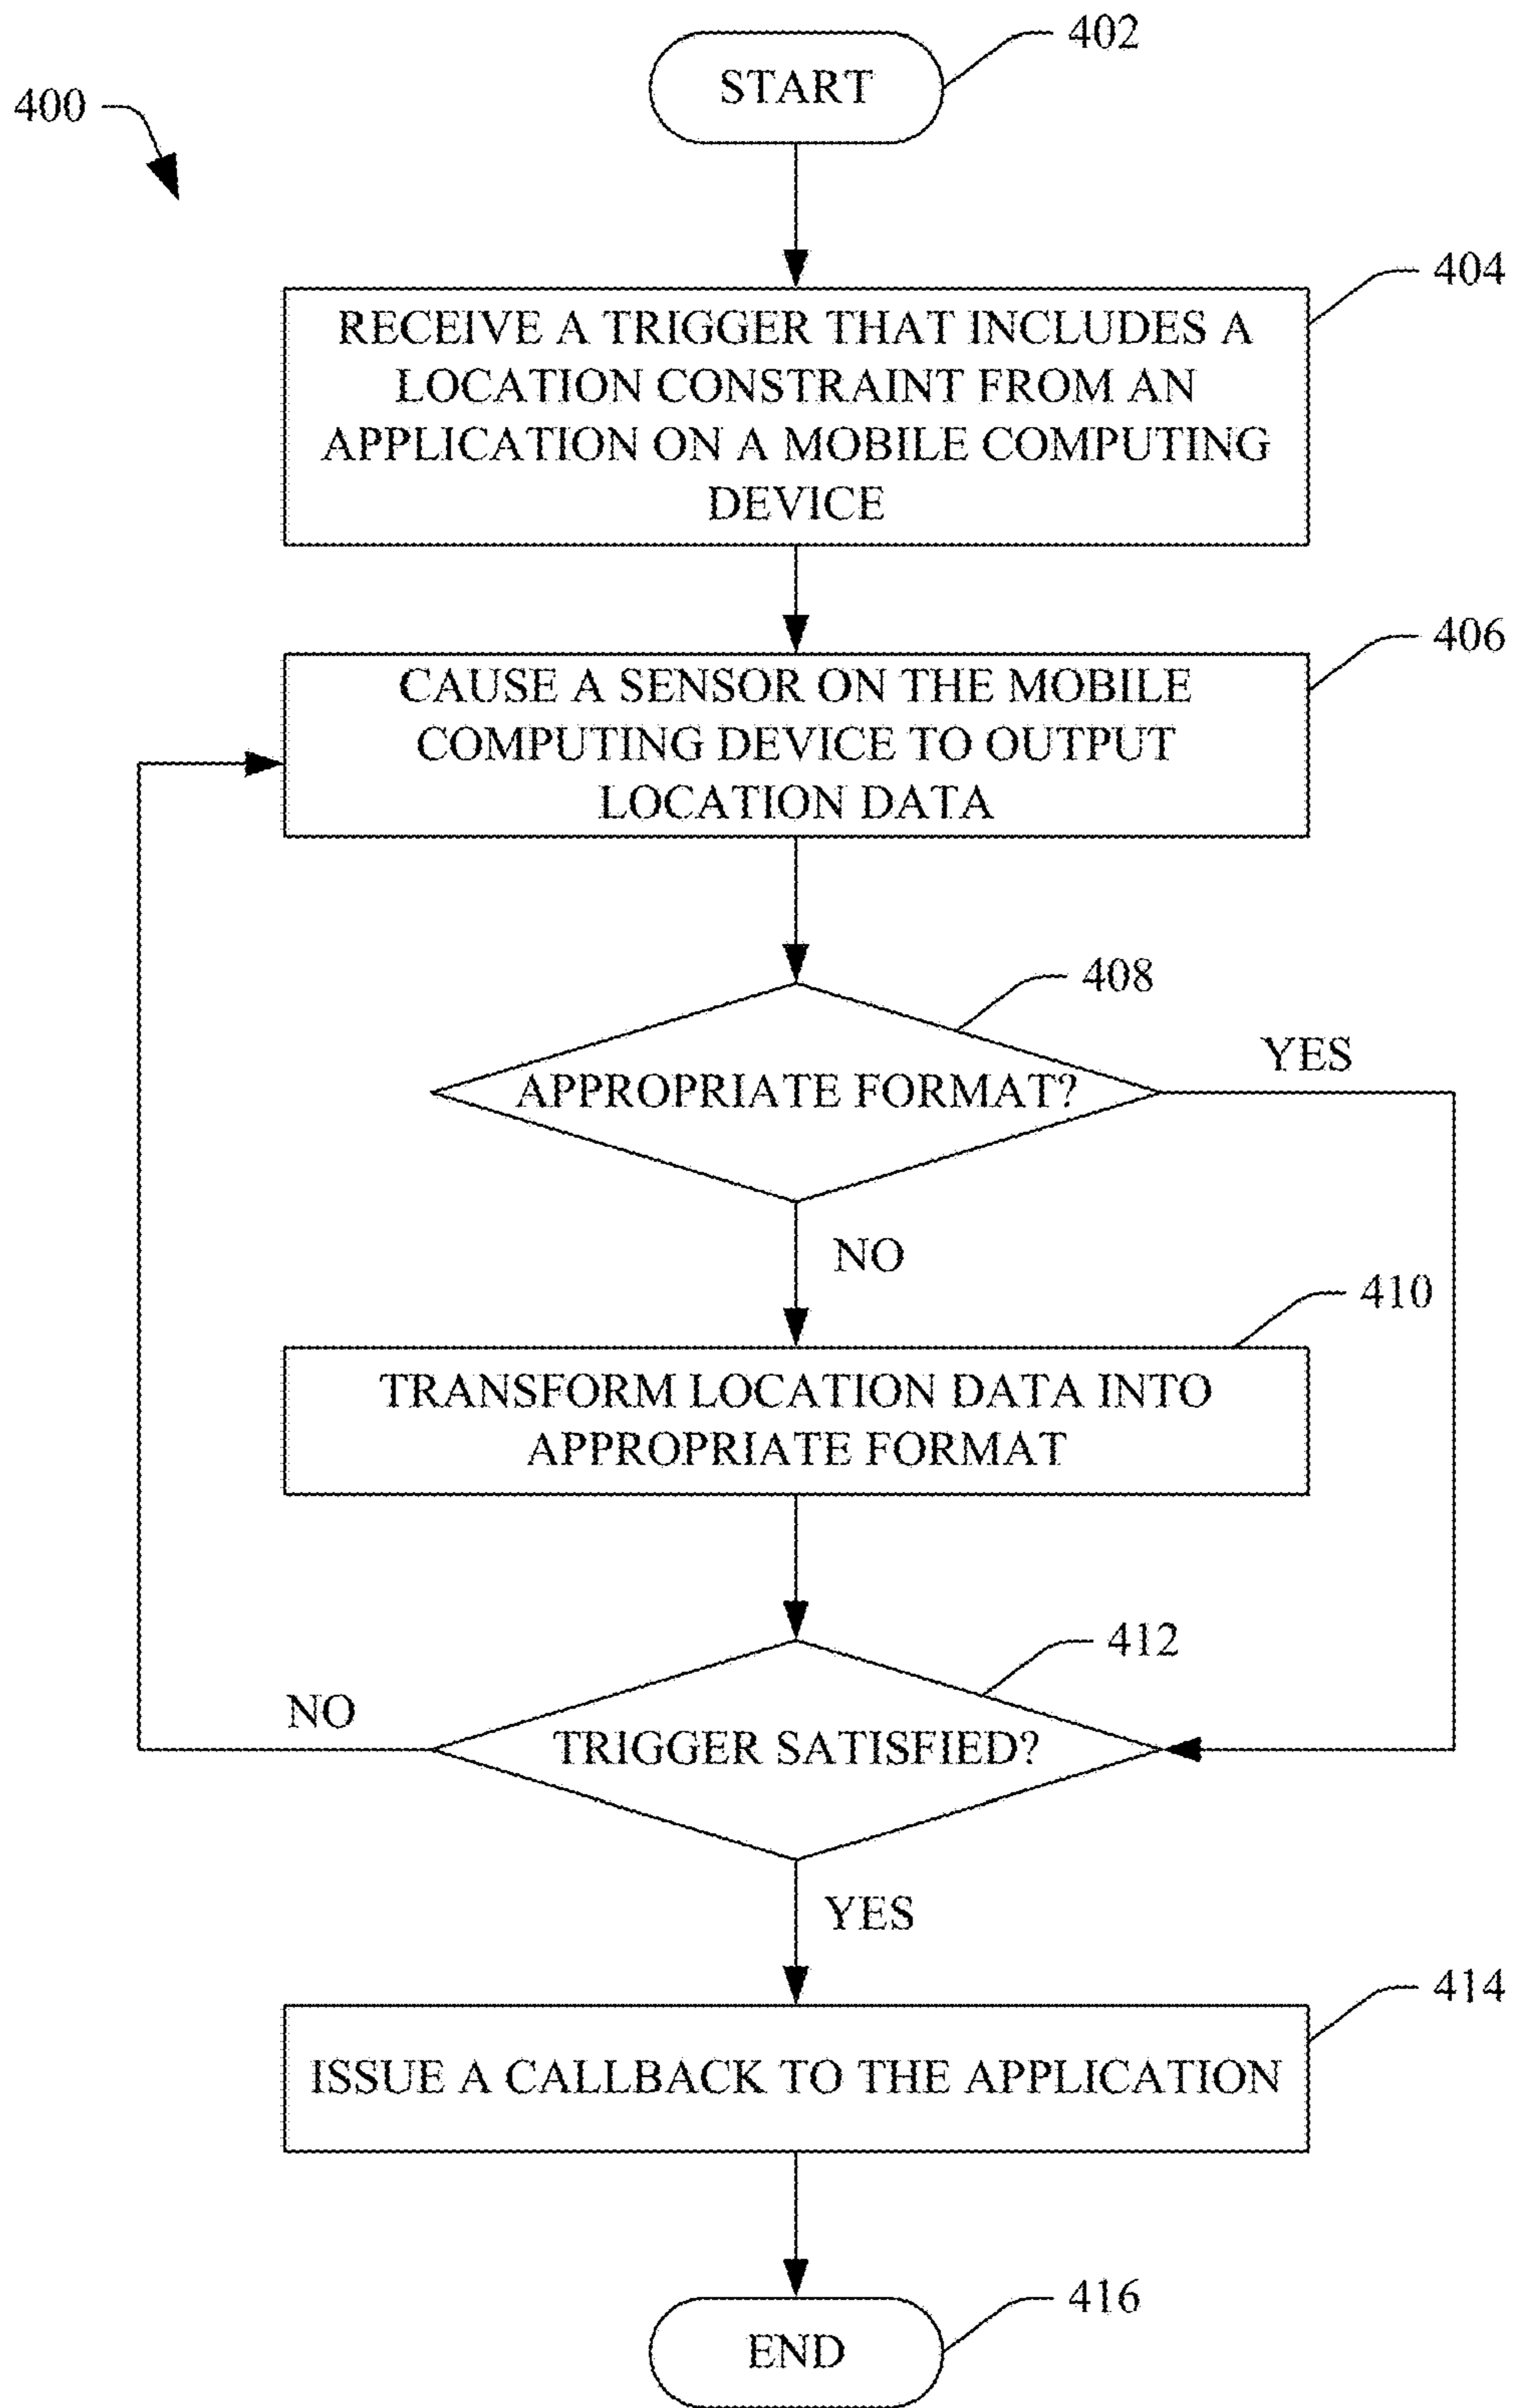 402
START
400
404
RECEIVE A TRIGGER THAT INCLUDES A
LOCATION CONSTRAINT FROM AN
APPLICATION ON A MOBILE COMPUTING
DEVICE
406
CAUSE A SENSOR ON THE MOBILE
COMPUTING DEVICE TO OUTPUT
LOCATION DATA
408
YES
APPROPRIATE FORMAT?
NO
410
TRANSFORM LOCATION DATA INTO
APPROPRIATE FORMAT
412
NO
TRIGGER SATISFIED?
YES
414
ISSUE A CALLBACK TO THE APPLICATION
416
END